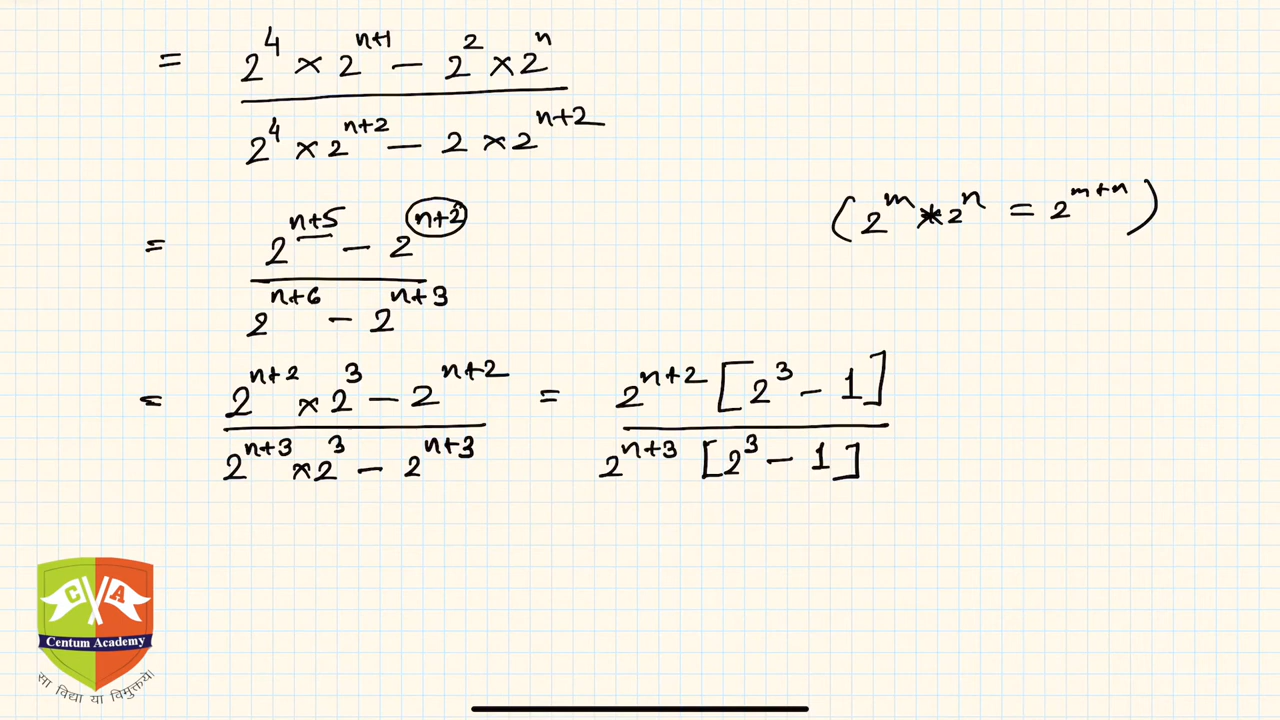 = (2^4 × 2^(n+1) − 2^2 × 2^n) / (2^4 × 2^(n+2) − 2 × 2^(n+2))
(2^m * 2^n = 2^(m+n))
= (2^(n+5) − 2^(n+2)) / (2^(n+6) − 2^(n+3))
= (2^(n+2) × 2^3 − 2^(n+2)) / (2^(n+3) × 2^3 − 2^(n+3)) = 2^(n+2) [2^3 − 1] / 2^(n+3) [2^3 − 1]
C A
Centum Academy
सा विद्या या विमुक्तये।